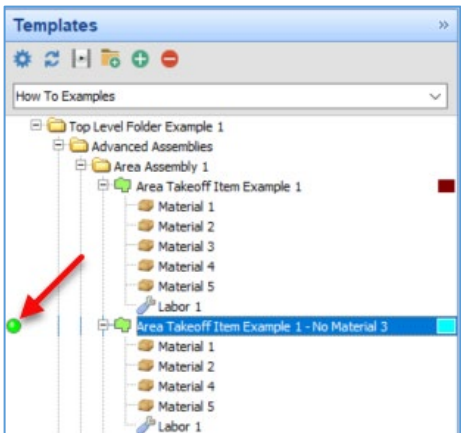 Templates
How To Examples
Top Level Folder Example 1
Advanced Assemblies
Area Assembly 1
Area Takeoff Item Example 1
Material 1
Material 2
Material 3
Material 4
Material 5
Labor 1
Area Takeoff Item Example 1 - No Material 3
Material 1
Material 2
Material 4
Material 5
Labor 1